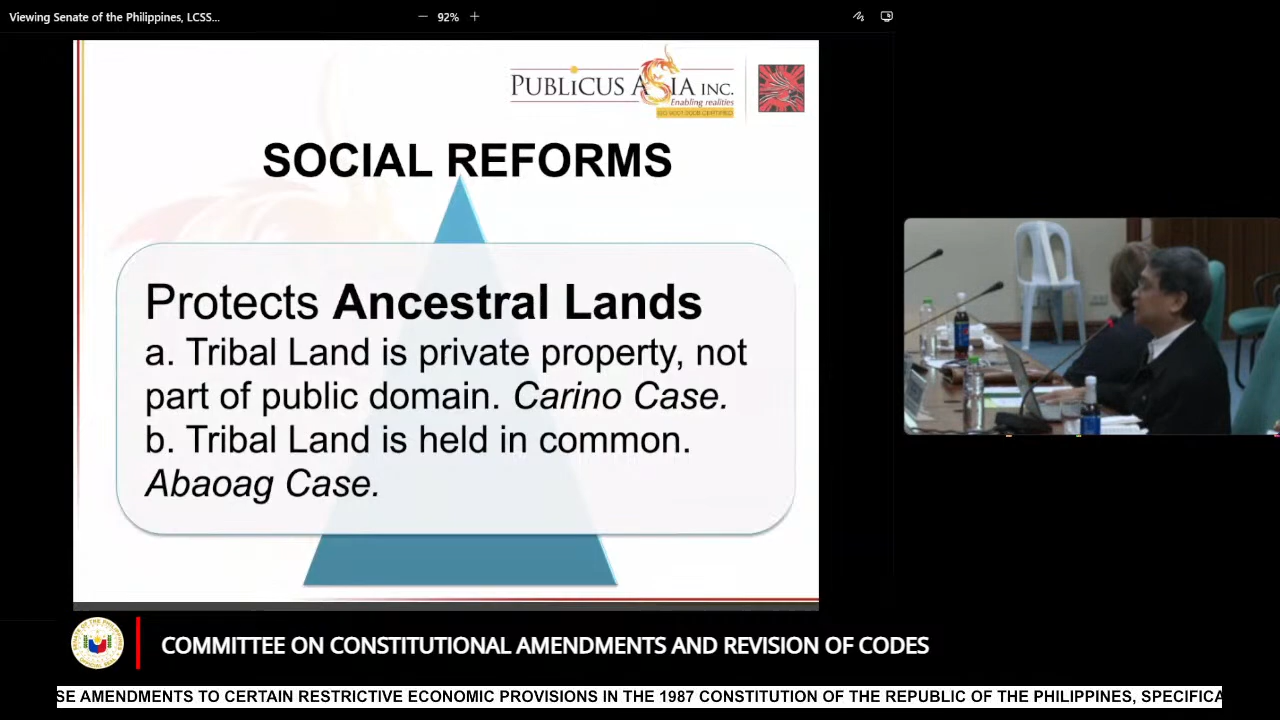 Viewing Senate of the Philippines, LCSS...
92%
PUBLICUS ASIA INC.
Enabling realities
SOCIAL REFORMS
Protects Ancestral Lands
a. Tribal Land is private property, not
part of public domain. Carino Case.
b. Tribal Land is held in common.
Abaoag Case.
COMMITTEE ON CONSTITUTIONAL AMENDMENTS AND REVISION OF CODES
SE AMENDMENTS TO CERTAIN RESTRICTIVE ECONOMIC PROVISIONS IN THE 1987 CONSTITUTION OF THE REPUBLIC OF THE PHILIPPINES, SPECIFICA